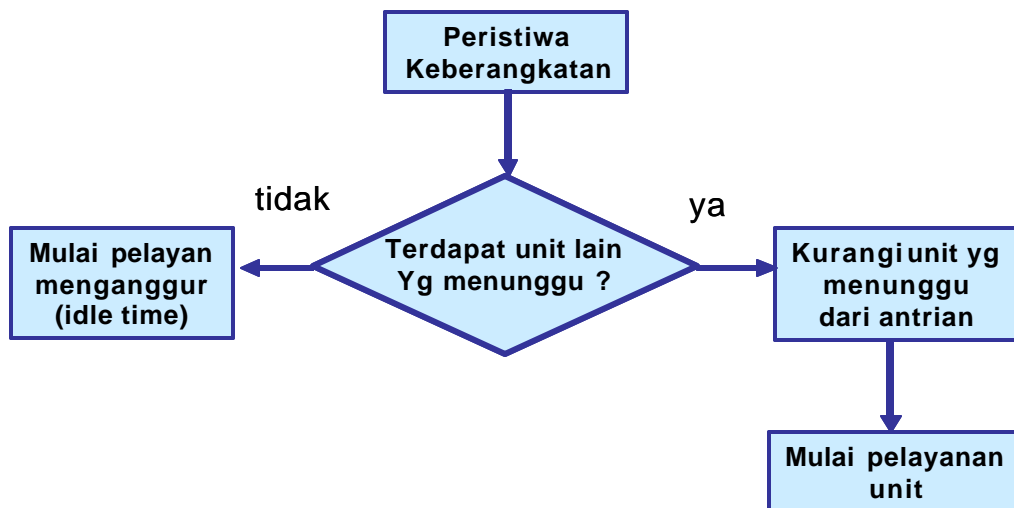 Peristiwa
Keberangkatan
tidak
ya
Terdapat unit lain
Yg menunggu ?
Mulai pelayan
menganggur
(idle time)
Kurangi unit yg
menunggu
dari antrian
Mulai pelayanan
unit